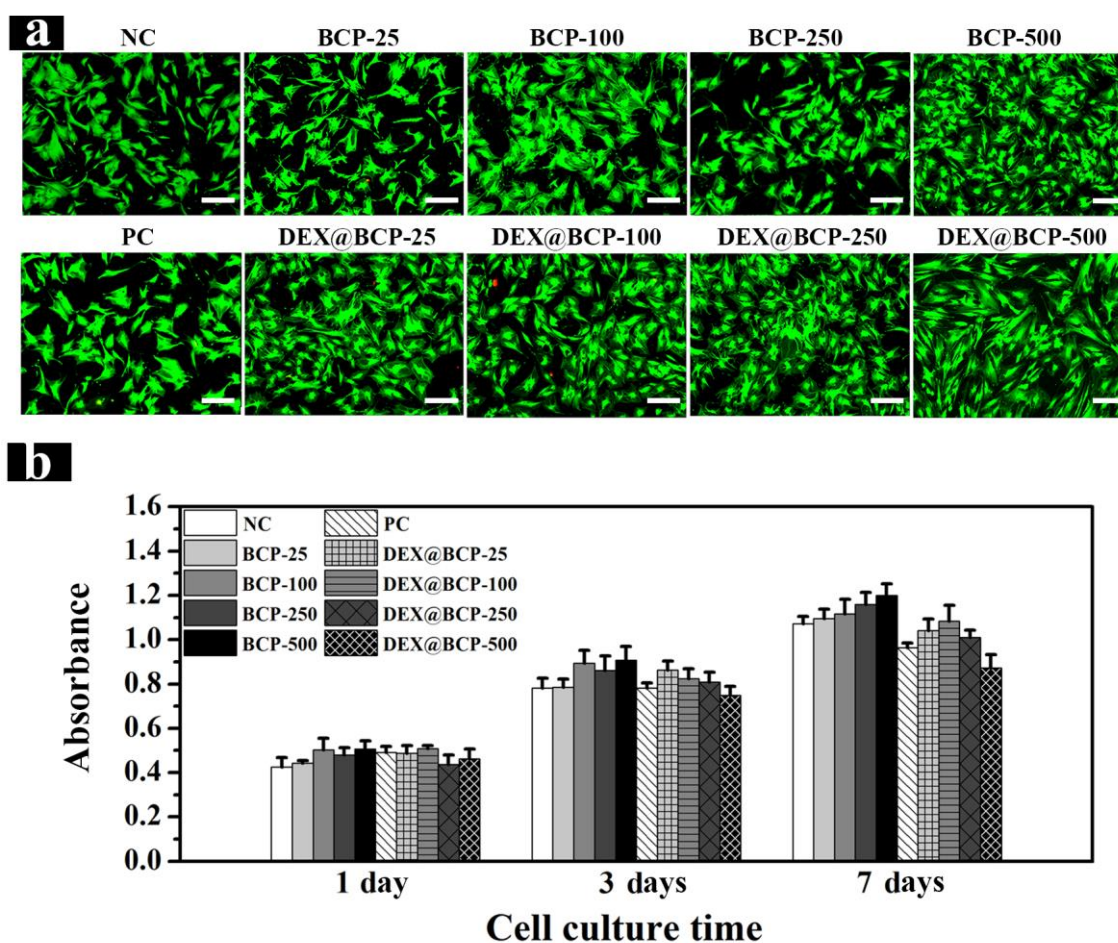 a
NC BCP-25 BCP-100 BCP-250 BCP-500
PC DEX@BCP-25 DEX@BCP-100 DEX@BCP-250 DEX@BCP-500
b
Absorbance
1.6
1.4
1.2
1.0
0.8
0.6
0.4
0.2
0.0
NC PC
BCP-25 DEX@BCP-25
BCP-100 DEX@BCP-100
BCP-250 DEX@BCP-250
BCP-500 DEX@BCP-500
1 day 3 days 7 days
Cell culture time